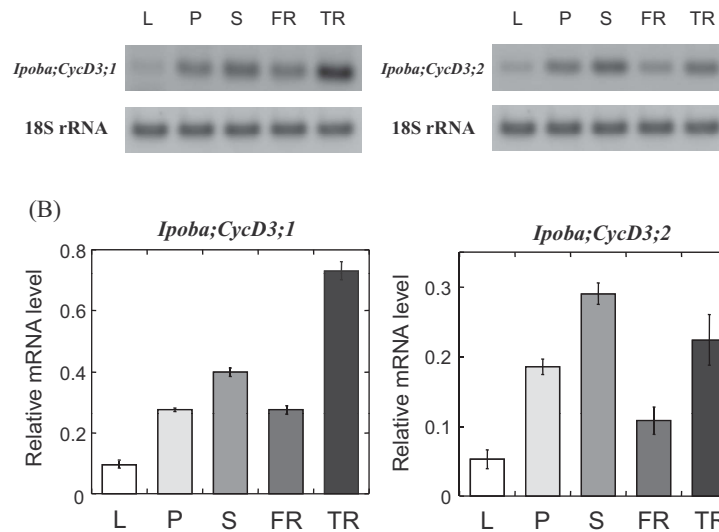 L P S FR TR
Ipoba;CycD3;1
18S rRNA
L P S FR TR
Ipoba;CycD3;2
18S rRNA
(B)
Ipoba;CycD3;1
Relative mRNA level
0.8
0.6
0.4
0.2
0
L P S FR TR
Ipoba;CycD3;2
Relative mRNA level
0.3
0.2
0.1
0
L P S FR TR